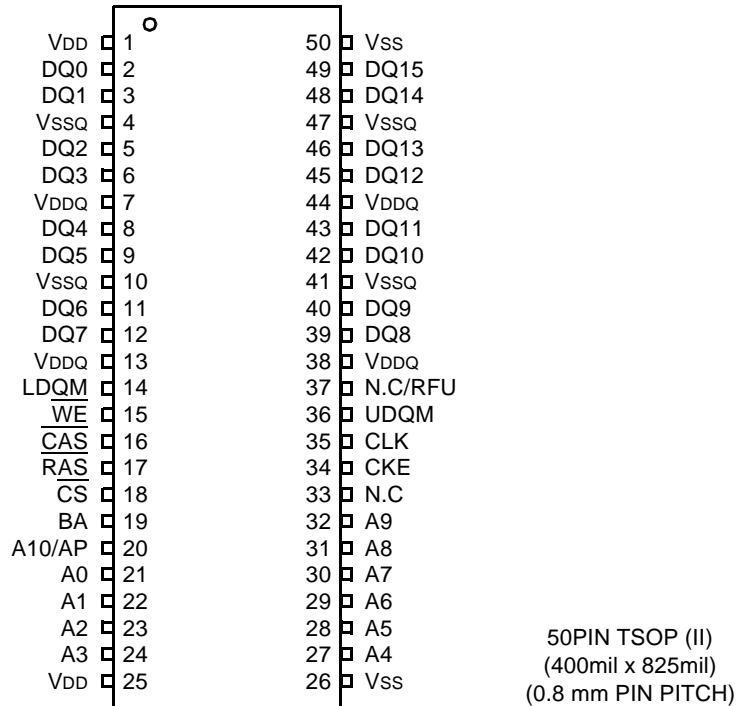 VDD 1 50 VSS
DQ0 2 49 DQ15
DQ1 3 48 DQ14
VSSQ 4 47 VSSQ
DQ2 5 46 DQ13
DQ3 6 45 DQ12
VDDQ 7 44 VDDQ
DQ4 8 43 DQ11
DQ5 9 42 DQ10
VSSQ 10 41 VSSQ
DQ6 11 40 DQ9
DQ7 12 39 DQ8
VDDQ 13 38 VDDQ
LDQM 14 37 N.C/RFU
WE 15 36 UDQM
CAS 16 35 CLK
RAS 17 34 CKE
CS 18 33 N.C
BA 19 32 A9
A10/AP 20 31 A8
A0 21 30 A7
A1 22 29 A6
A2 23 28 A5
A3 24 27 A4
VDD 25 26 VSS
50PIN TSOP (II)
(400mil x 825mil)
(0.8 mm PIN PITCH)